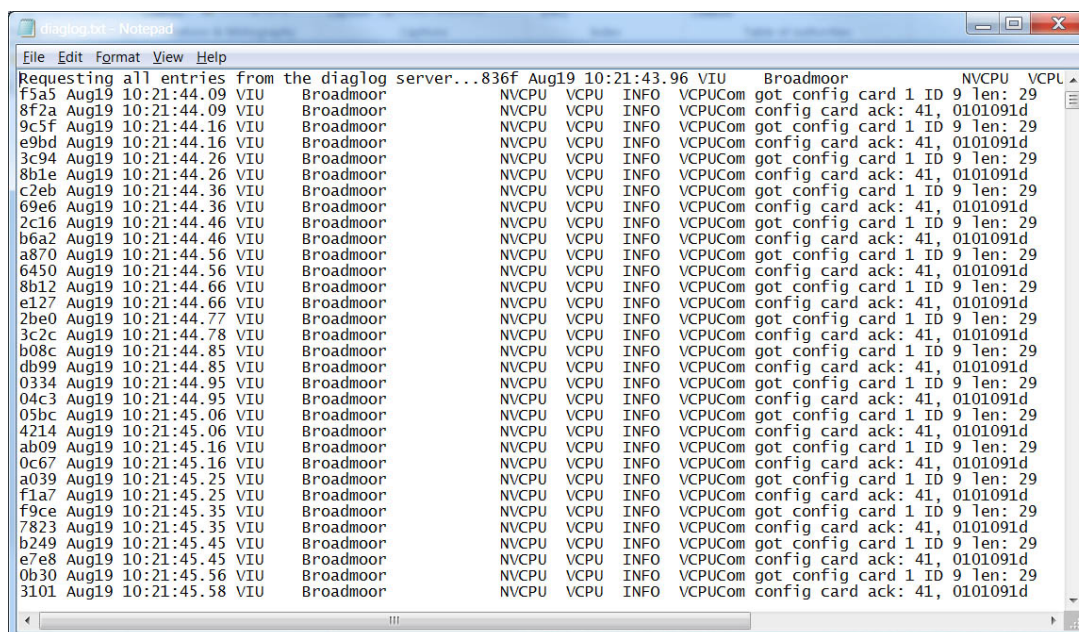 diaglog.txt - Notepad
File Edit Format View Help
Requesting all entries from the diaglog server...836f Aug19 10:21:43.96 VIU Broadmoor NVCPU VCPU
f5a5 Aug19 10:21:44.09 VIU Broadmoor NVCPU VCPU INFO VCPUCom got config card 1 ID 9 len: 29
8f2a Aug19 10:21:44.09 VIU Broadmoor NVCPU VCPU INFO VCPUCom config card ack: 41, 0101091d
9c5f Aug19 10:21:44.16 VIU Broadmoor NVCPU VCPU INFO VCPUCom got config card 1 ID 9 len: 29
e9bd Aug19 10:21:44.16 VIU Broadmoor NVCPU VCPU INFO VCPUCom config card ack: 41, 0101091d
3c94 Aug19 10:21:44.26 VIU Broadmoor NVCPU VCPU INFO VCPUCom got config card 1 ID 9 len: 29
8b1e Aug19 10:21:44.26 VIU Broadmoor NVCPU VCPU INFO VCPUCom config card ack: 41, 0101091d
c2eb Aug19 10:21:44.36 VIU Broadmoor NVCPU VCPU INFO VCPUCom got config card 1 ID 9 len: 29
69e6 Aug19 10:21:44.36 VIU Broadmoor NVCPU VCPU INFO VCPUCom config card ack: 41, 0101091d
2c16 Aug19 10:21:44.46 VIU Broadmoor NVCPU VCPU INFO VCPUCom got config card 1 ID 9 len: 29
b6a2 Aug19 10:21:44.46 VIU Broadmoor NVCPU VCPU INFO VCPUCom config card ack: 41, 0101091d
a870 Aug19 10:21:44.56 VIU Broadmoor NVCPU VCPU INFO VCPUCom got config card 1 ID 9 len: 29
6450 Aug19 10:21:44.56 VIU Broadmoor NVCPU VCPU INFO VCPUCom config card ack: 41, 0101091d
8b12 Aug19 10:21:44.66 VIU Broadmoor NVCPU VCPU INFO VCPUCom got config card 1 ID 9 len: 29
e127 Aug19 10:21:44.66 VIU Broadmoor NVCPU VCPU INFO VCPUCom config card ack: 41, 0101091d
2be0 Aug19 10:21:44.77 VIU Broadmoor NVCPU VCPU INFO VCPUCom got config card 1 ID 9 len: 29
3c2c Aug19 10:21:44.78 VIU Broadmoor NVCPU VCPU INFO VCPUCom config card ack: 41, 0101091d
b08c Aug19 10:21:44.85 VIU Broadmoor NVCPU VCPU INFO VCPUCom got config card 1 ID 9 len: 29
db99 Aug19 10:21:44.85 VIU Broadmoor NVCPU VCPU INFO VCPUCom config card ack: 41, 0101091d
0334 Aug19 10:21:44.95 VIU Broadmoor NVCPU VCPU INFO VCPUCom got config card 1 ID 9 len: 29
04c3 Aug19 10:21:44.95 VIU Broadmoor NVCPU VCPU INFO VCPUCom config card ack: 41, 0101091d
05bc Aug19 10:21:45.06 VIU Broadmoor NVCPU VCPU INFO VCPUCom got config card 1 ID 9 len: 29
4214 Aug19 10:21:45.06 VIU Broadmoor NVCPU VCPU INFO VCPUCom config card ack: 41, 0101091d
ab09 Aug19 10:21:45.16 VIU Broadmoor NVCPU VCPU INFO VCPUCom got config card 1 ID 9 len: 29
0c67 Aug19 10:21:45.16 VIU Broadmoor NVCPU VCPU INFO VCPUCom config card ack: 41, 0101091d
a039 Aug19 10:21:45.25 VIU Broadmoor NVCPU VCPU INFO VCPUCom got config card 1 ID 9 len: 29
f1a7 Aug19 10:21:45.25 VIU Broadmoor NVCPU VCPU INFO VCPUCom config card ack: 41, 0101091d
f9ce Aug19 10:21:45.35 VIU Broadmoor NVCPU VCPU INFO VCPUCom got config card 1 ID 9 len: 29
7823 Aug19 10:21:45.35 VIU Broadmoor NVCPU VCPU INFO VCPUCom config card ack: 41, 0101091d
b249 Aug19 10:21:45.45 VIU Broadmoor NVCPU VCPU INFO VCPUCom got config card 1 ID 9 len: 29
e7e8 Aug19 10:21:45.45 VIU Broadmoor NVCPU VCPU INFO VCPUCom config card ack: 41, 0101091d
0b30 Aug19 10:21:45.56 VIU Broadmoor NVCPU VCPU INFO VCPUCom got config card 1 ID 9 len: 29
3101 Aug19 10:21:45.58 VIU Broadmoor NVCPU VCPU INFO VCPUCom config card ack: 41, 0101091d